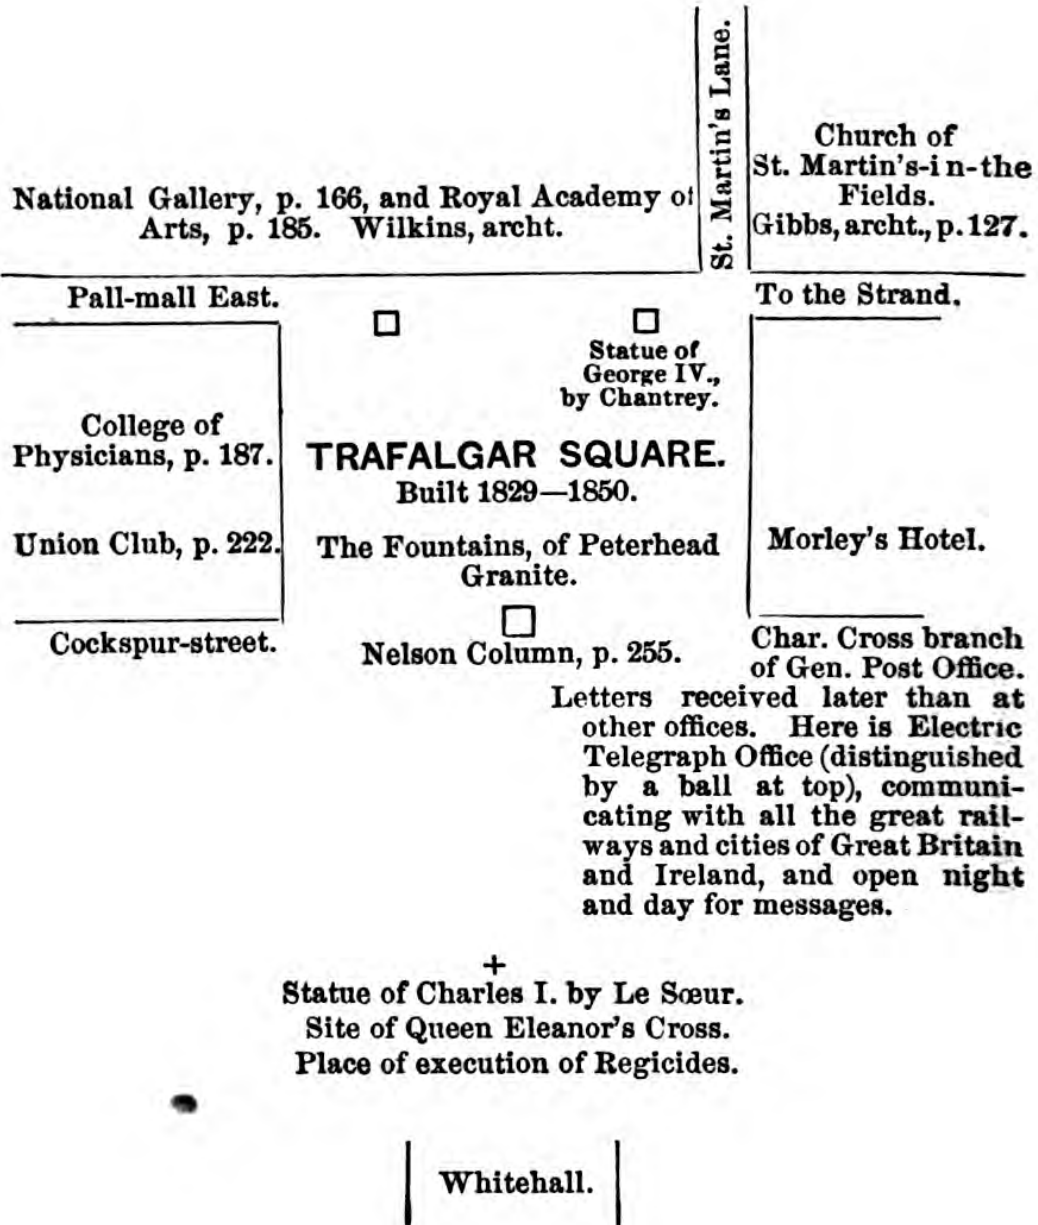 St. Martin's Lane.
Church of
St. Martin's-in-the
Fields.
Gibbs, archt., p. 127.
National Gallery, p. 166, and Royal Academy of
Arts, p. 185. Wilkins, archt.
Pall-mall East.
To the Strand.
Statue of
George IV.,
by Chantrey.
College of
Physicians, p. 187.
TRAFALGAR SQUARE.
Built 1829—1850.
Union Club, p. 222.
The Fountains, of Peterhead
Granite.
Morley's Hotel.
Cockspur-street.
Nelson Column, p. 255.
Char. Cross branch
of Gen. Post Office.
Letters received later than at
other offices. Here is Electric
Telegraph Office (distinguished
by a ball at top), communi-
cating with all the great rail-
ways and cities of Great Britain
and Ireland, and open night
and day for messages.
+
Statue of Charles I. by Le Sœur.
Site of Queen Eleanor's Cross.
Place of execution of Regicides.
Whitehall.